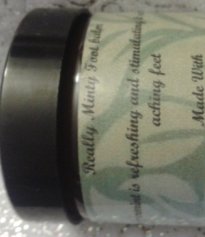 Really Minty Foot balm
is refreshing and stimulating
aching feet
Made With